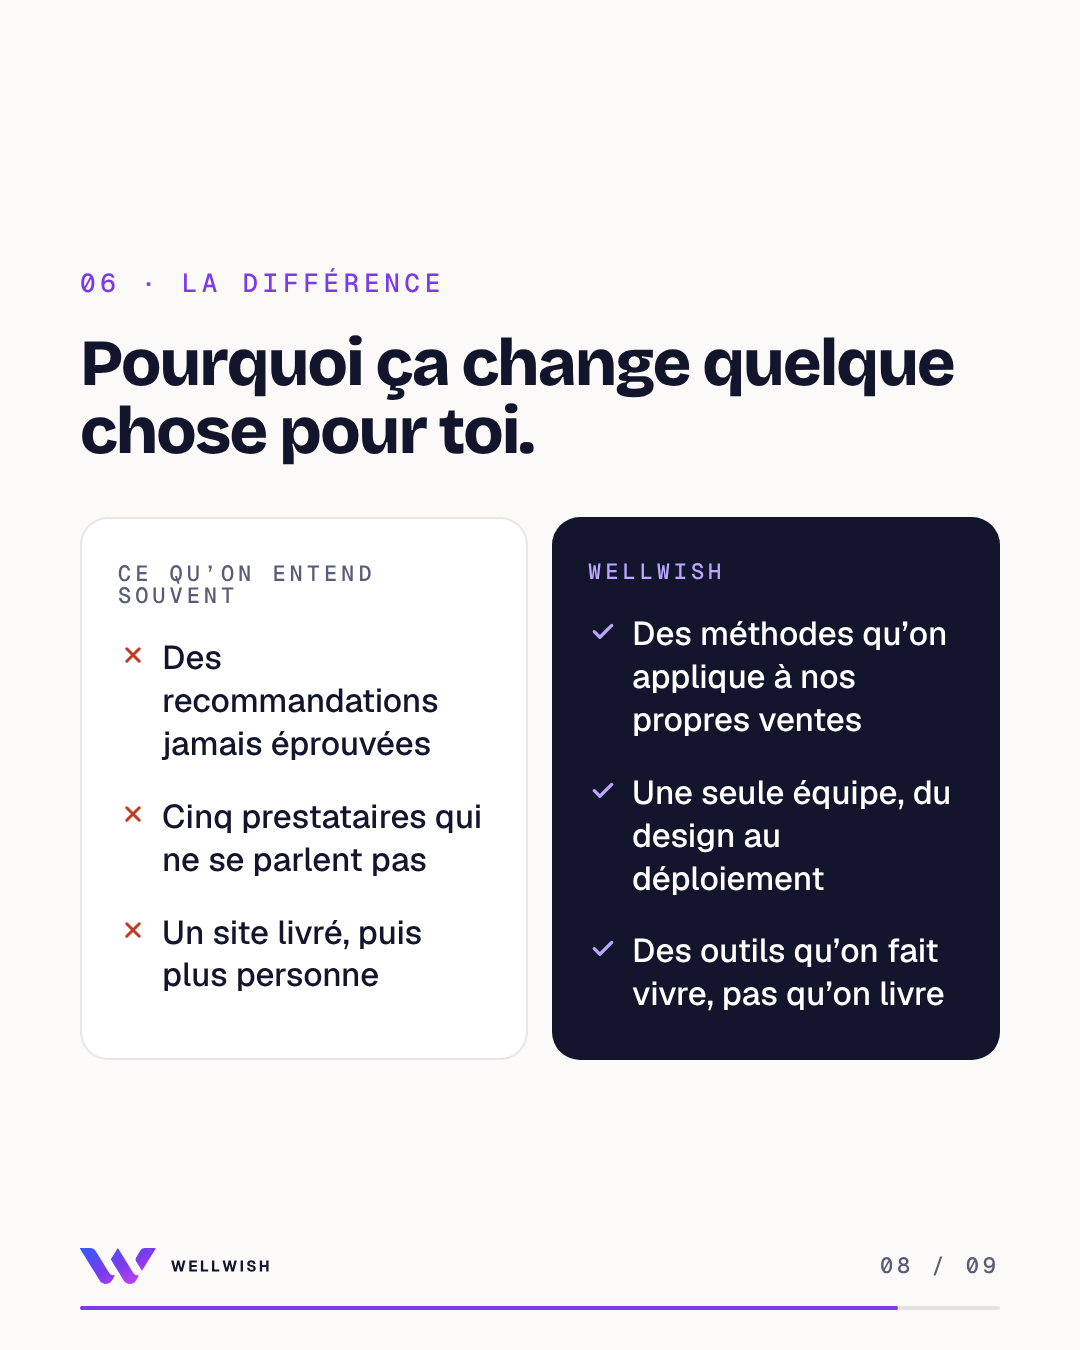 06 · LA DIFFÉRENCE
Pourquoi ça change quelque
chose pour toi.
CE QU’ON ENTEND
SOUVENT
Des
recommandations
jamais éprouvées
Cinq prestataires qui
ne se parlent pas
Un site livré, puis
plus personne
WELLWISH
Des méthodes qu’on
applique à nos
propres ventes
Une seule équipe, du
design au
déploiement
Des outils qu’on fait
vivre, pas qu’on livre
WELLWISH
08 / 09